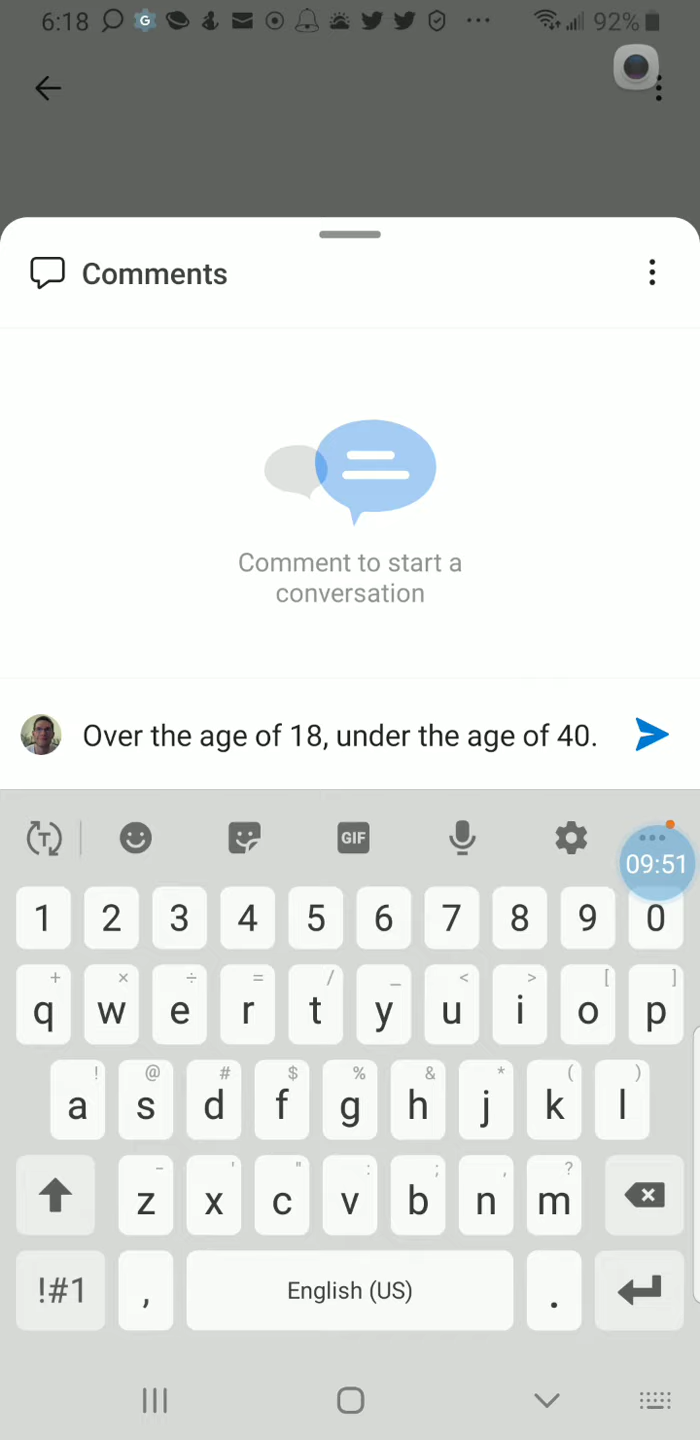 6:18 G 92%
Comments
Comment to start a
conversation
Over the age of 18, under the age of 40.
T GIF
09:51
1 2 3 4 5 6 7 8 9 0
+ × ÷ = / _ < > [ ]
q w e r t y u i o p
! @ # $ % & * ( )
a s d f g h j k l
- ' " : ; , ?
z x c v b n m
!#1 , English (US) .